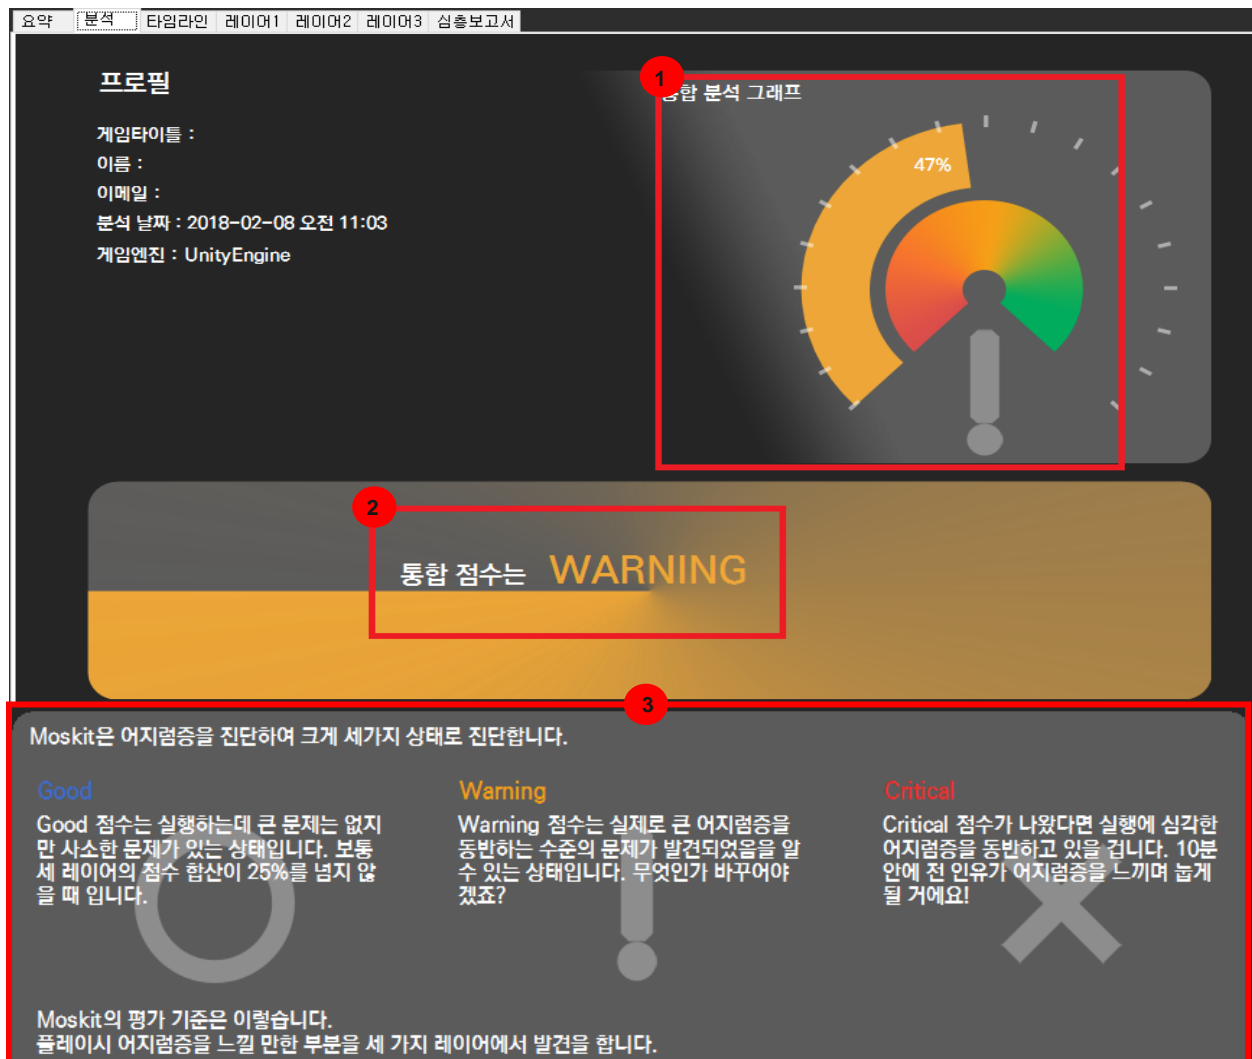 요약 분석 타임라인 레이어1 레이어2 레이어3 심층보고서
프로필
게임타이틀 :
이름 :
이메일 :
분석 날짜 : 2018-02-08 오전 11:03
게임엔진 : UnityEngine
1
통합 분석 그래프
47%
2
통합 점수는 WARNING
3
Moskit은 어지럼증을 진단하여 크게 세가지 상태로 진단합니다.
Good
Good 점수는 실행하는데 큰 문제는 없지
만 사소한 문제가 있는 상태입니다. 보통
세 레이어의 점수 합산이 25%를 넘지 않
을 때 입니다.
Warning
Warning 점수는 실제로 큰 어지럼증을
동반하는 수준의 문제가 발견되었음을 알
수 있는 상태입니다. 무엇인가 바꾸어야
겠죠?
Critical
Critical 점수가 나왔다면 실행에 심각한
어지럼증을 동반하고 있을 겁니다. 10분
안에 전 인유가 어지럼증을 느끼며 눕게
될 거에요!
Moskit의 평가 기준은 이렇습니다.
플레이시 어지럼증을 느낄 만한 부분을 세 가지 레이어에서 발견을 합니다.